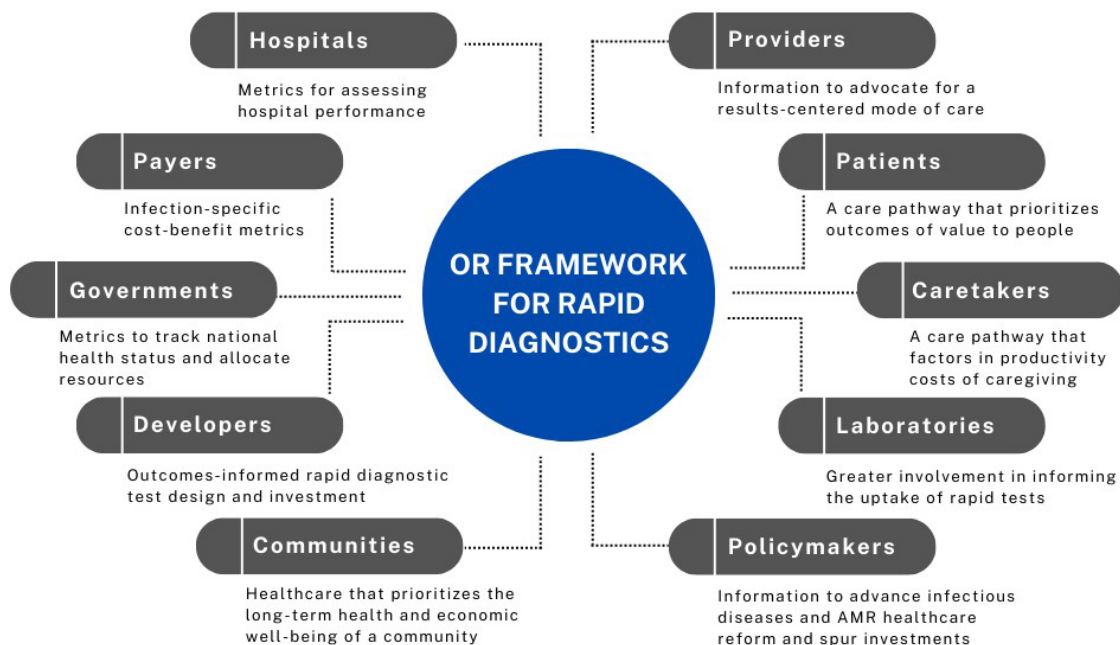 Hospitals
Metrics for assessing
hospital performance
Payers
Infection-specific
cost-benefit metrics
Governments
Metrics to track national
health status and allocate
resources
Developers
Outcomes-informed rapid diagnostic
test design and investment
Communities
Healthcare that prioritizes the
long-term health and economic
well-being of a community
OR FRAMEWORK
FOR RAPID
DIAGNOSTICS
Providers
Information to advocate for a
results-centered mode of care
Patients
A care pathway that prioritizes
outcomes of value to people
Caretakers
A care pathway that
factors in productivity
costs of caregiving
Laboratories
Greater involvement in informing
the uptake of rapid tests
Policymakers
Information to advance infectious
diseases and AMR healthcare
reform and spur investments